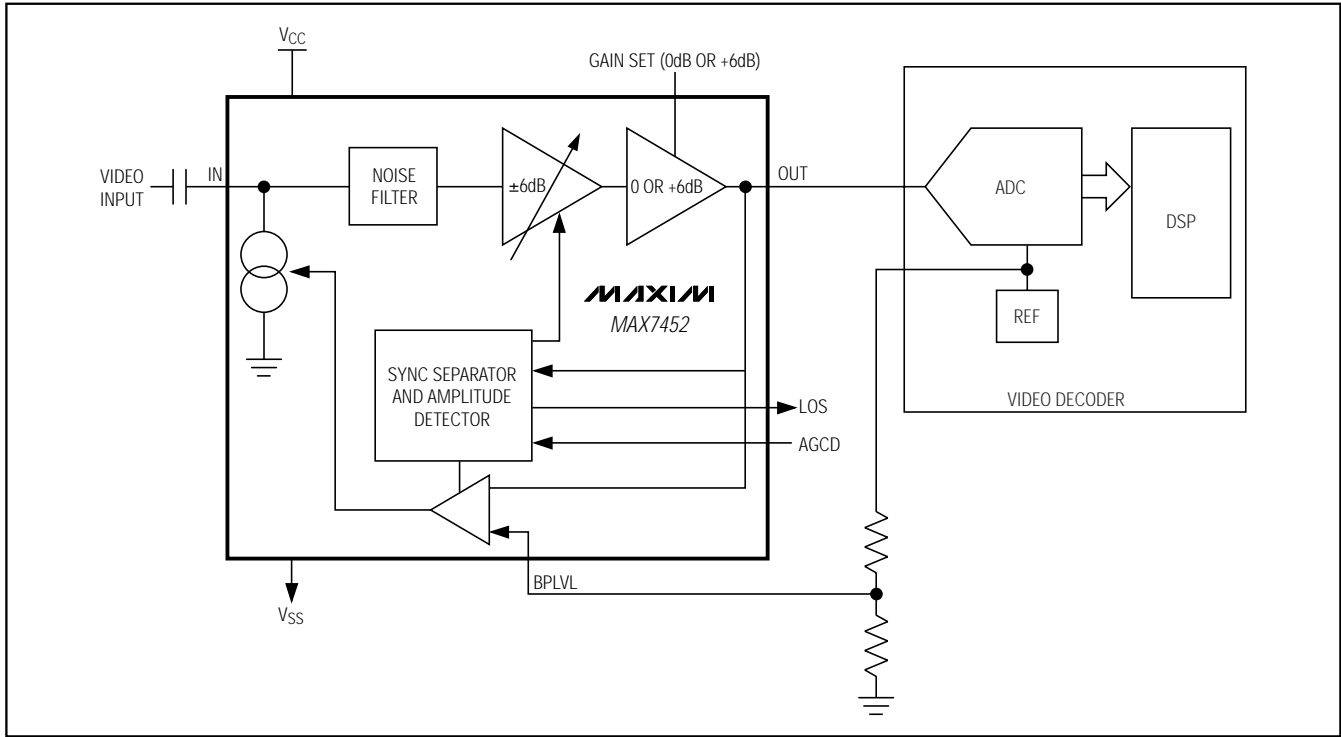 VCC
GAIN SET (0dB OR +6dB)
VIDEO
INPUT
IN
NOISE
FILTER
±6dB
0 OR +6dB
OUT
ADC
DSP
REF
VIDEO DECODER
MAXIM
MAX7452
SYNC SEPARATOR
AND AMPLITUDE
DETECTOR
LOS
AGCD
BPLVL
VSS